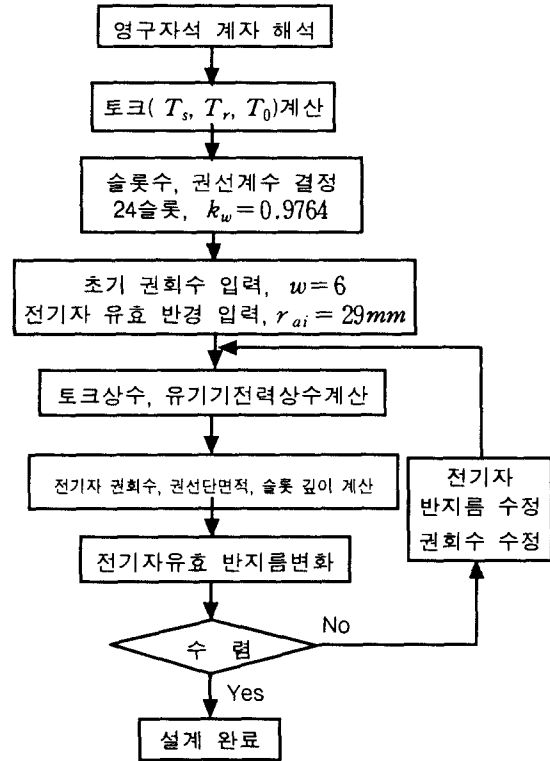 영구자석 계자 해석
토크( T_s, T_r, T_0)계산
슬롯수, 권선계수 결정
24슬롯, k_w=0.9764
초기 권회수 입력, w=6
전기자 유효 반경 입력, r_ai=29mm
토크상수, 유기기전력상수계산
전기자 권회수, 권선단면적, 슬롯 깊이 계산
전기자유효 반지름변화
수 렴
No
전기자
반지름 수정
권회수 수정
Yes
설계 완료